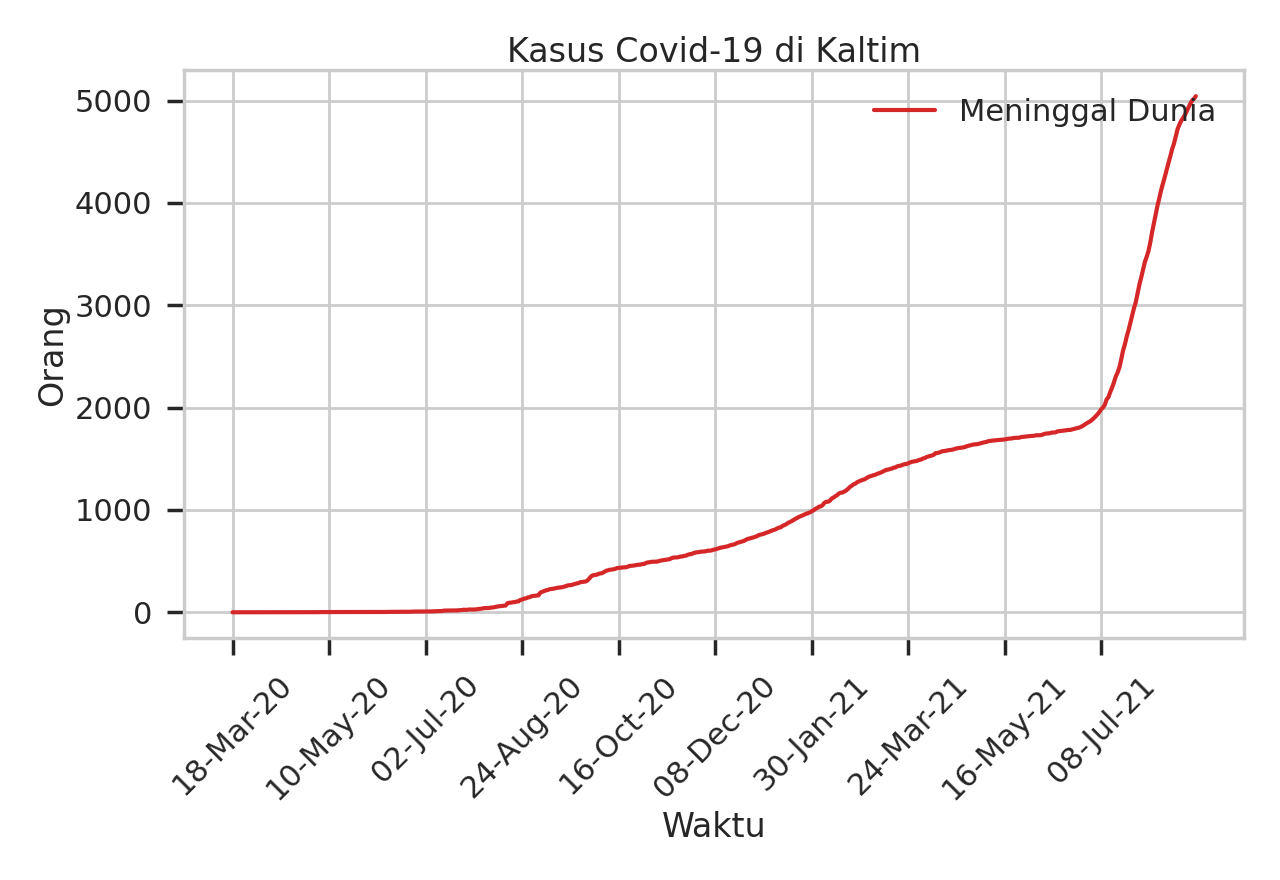 Kasus Covid-19 di Kaltim
Meninggal Dunia
Orang
5000
4000
3000
2000
1000
0
18-Mar-20
10-May-20
02-Jul-20
24-Aug-20
16-Oct-20
08-Dec-20
30-Jan-21
24-Mar-21
16-May-21
08-Jul-21
Waktu